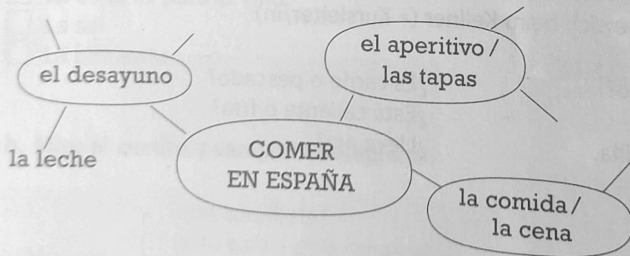 el desayuno
el aperitivo /
las tapas
la leche
COMER
EN ESPAÑA
la comida /
la cena